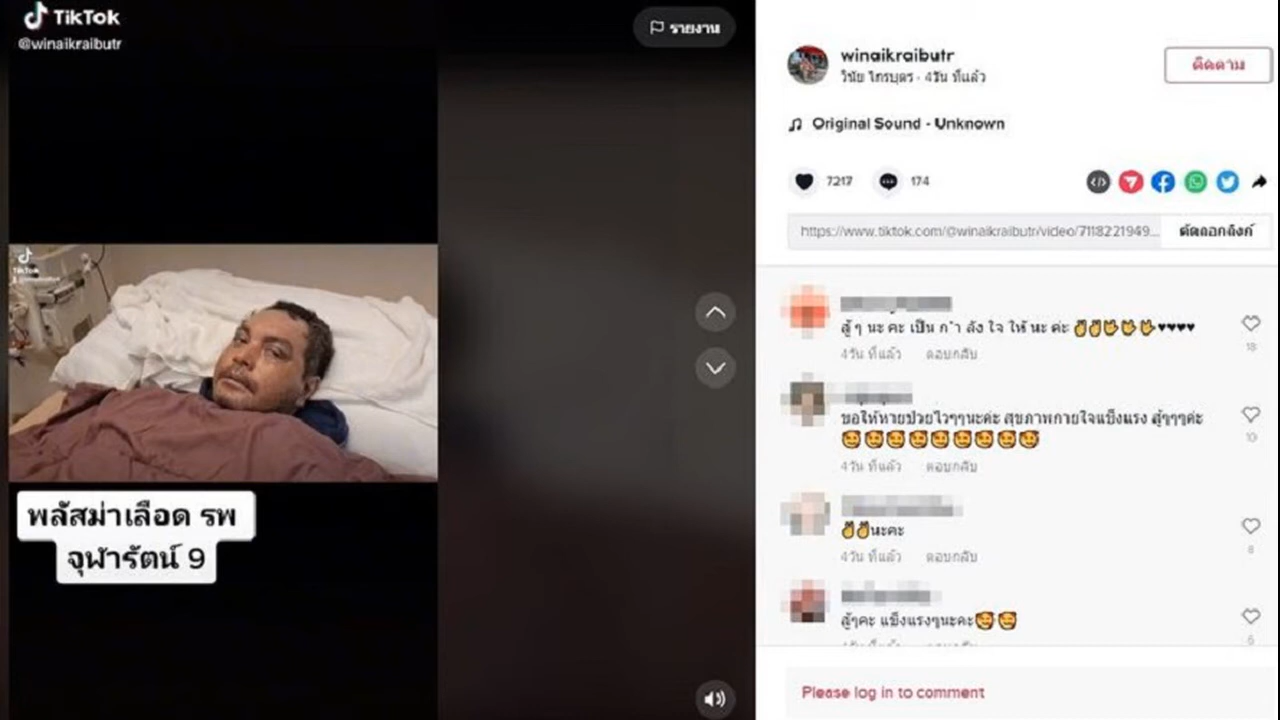 TikTok
@winaikraibutr
รายงาน
TikTok
พลัสม่าเลือด รพ
จุฬารัตน์ 9
winaikraibutr
วินัย ไกรบุตร · 4วัน ที่แล้ว
ติดตาม
Original Sound - Unknown
7217
174
https://www.tiktok.com/@winaikraibutr/video/7118221949...
คัดลอกลิงก์
สู้ ๆ นะ คะ เป็น ก ำ ลัง ใจ ให้ นะ ค่ะ ✌✌🖖🖖🖖♥♥♥♥
18
4วัน ที่แล้ว ตอบกลับ
ขอให้หายป่วยไวๆๆนะค่ะ สุขภาพกายใจแข็งแรง สู้ๆๆๆค่ะ
🥰🥰🥰🥰🥰🥰🥰🥰🥰
10
4วัน ที่แล้ว ตอบกลับ
✌✌นะคะ
8
4วัน ที่แล้ว ตอบกลับ
สู้ๆคะ แข็งแรงๆนะคะ🥰🥰
6
Please log in to comment